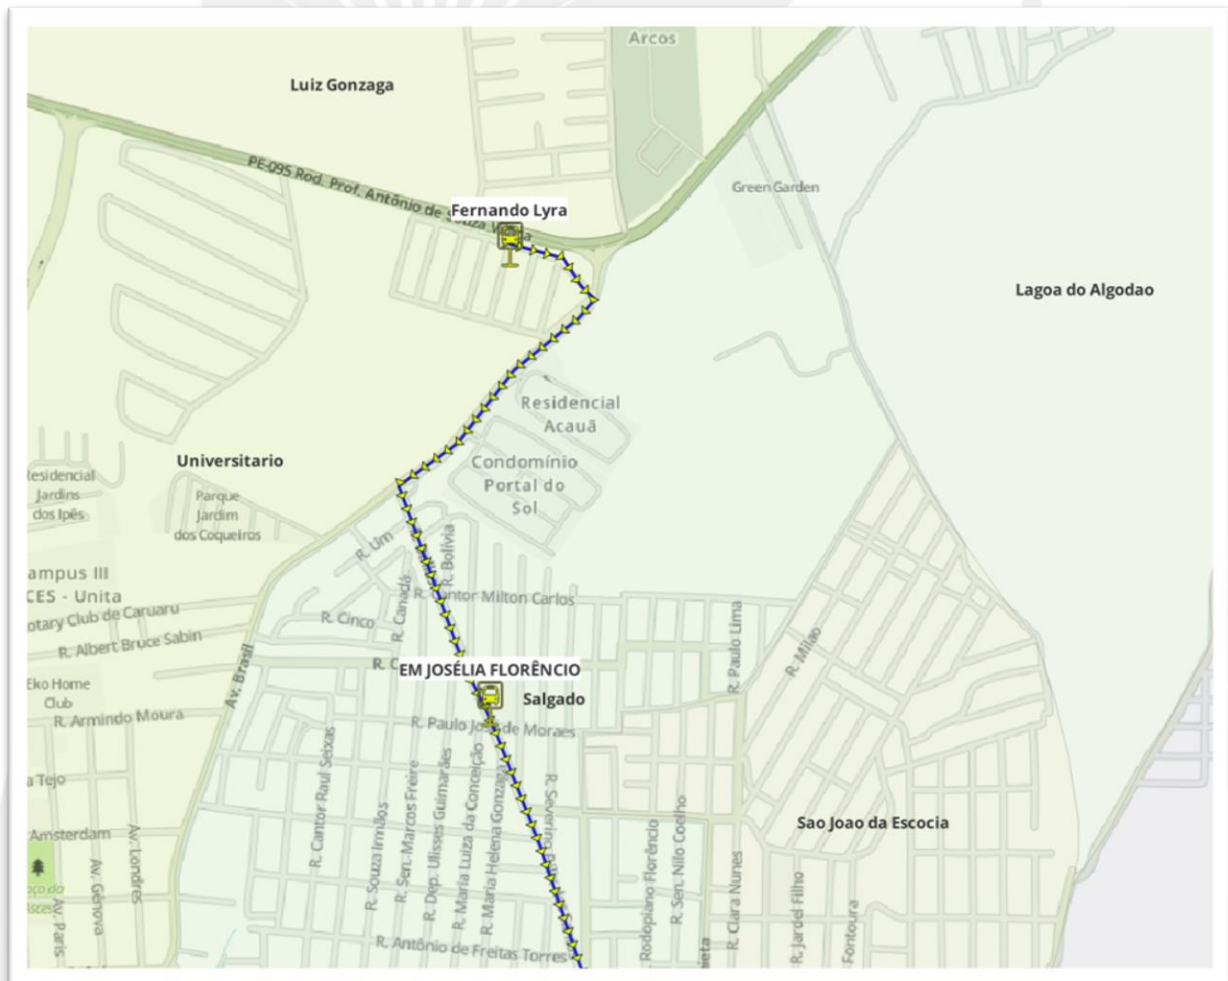 Arcos
Luiz Gonzaga
PE-095 Rod. Prof. Antônio de
Fernando Lyra
Green Garden
Lagoa do Algodao
Residencial
Acauã
Universitario
Condomínio
Portal do
Sol
Residencial
Jardins
dos Ipês
Parque
Jardim
dos Coqueiros
R. Um
R. Bolívia
ampus III
CES - Unita
R. Canadá
R. Cantor Milton Carlos
otary Club de Caruaru
R. Cinco
R. Paulo Lima
R. Milao
R. Albert Bruce Sabin
Av. Brasil
R. C
EM JOSÉLIA FLORÊNCIO
Eko Home
Club
Salgado
R. Armindo Moura
R. Paulo José de Moraes
R. Cantor Raul Seixas
R. Souza Irmãos
R. Sen. Marcos Freire
R. Dep. Ulisses Guimarães
R. Maria Luiza da Conceição
R. Maria Helena Gonzaga
R. Severino
a Tejo
Amsterdam
Av. Londres
Sao Joao da Escocia
Rodopiano Florêncio
R. Sen. Nilo Coelho
R. Clara Nunes
R. Jardel Filho
Fontoura
Av. Gênova
Av. Paris
R. Antônio de Freitas Torres
ieta